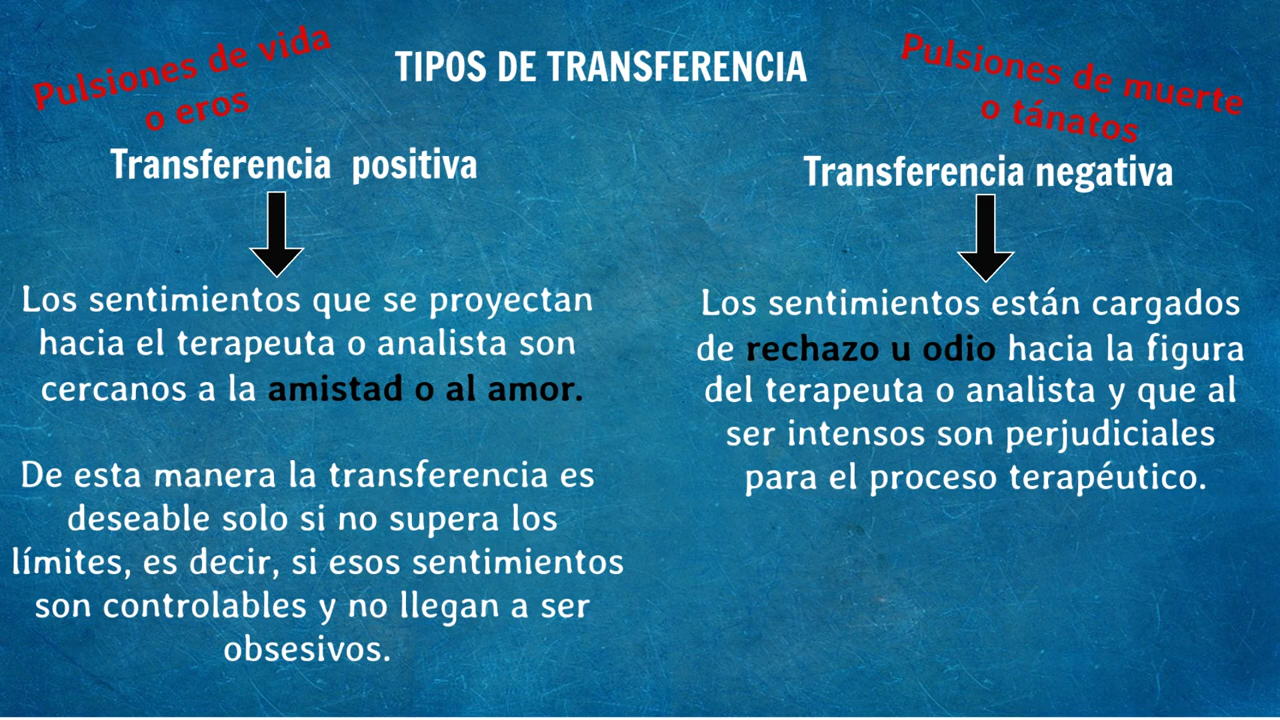 TIPOS DE TRANSFERENCIA
Pulsiones de vida
o eros
Transferencia positiva
Los sentimientos que se proyectan
hacia el terapeuta o analista son
cercanos a la amistad o al amor.
De esta manera la transferencia es
deseable solo si no supera los
límites, es decir, si esos sentimientos
son controlables y no llegan a ser
obsesivos.
Pulsiones de muerte
o tánatos
Transferencia negativa
Los sentimientos están cargados
de rechazo u odio hacia la figura
del terapeuta o analista y que al
ser intensos son perjudiciales
para el proceso terapéutico.